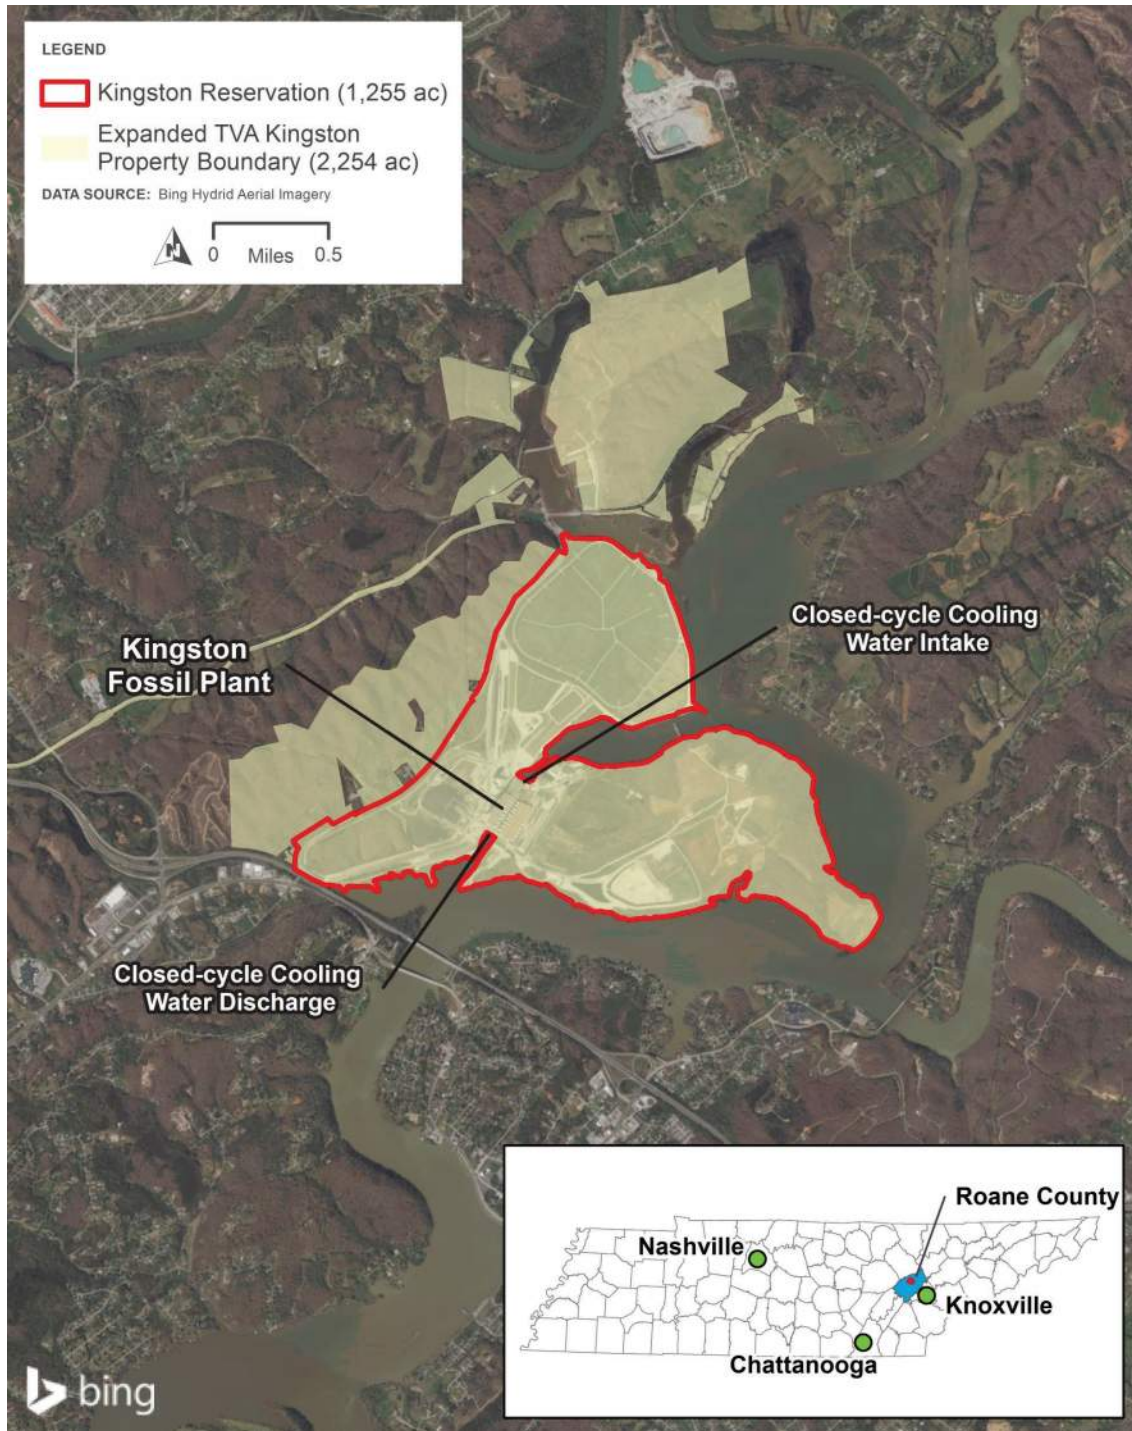 LEGEND
Kingston Reservation (1,255 ac)
Expanded TVA Kingston
Property Boundary (2,254 ac)
DATA SOURCE: Bing Hydrid Aerial Imagery
N
0 Miles 0.5
Closed-cycle Cooling
Water Intake
Kingston
Fossil Plant
Closed-cycle Cooling
Water Discharge
Roane County
Nashville
Knoxville
Chattanooga
bing